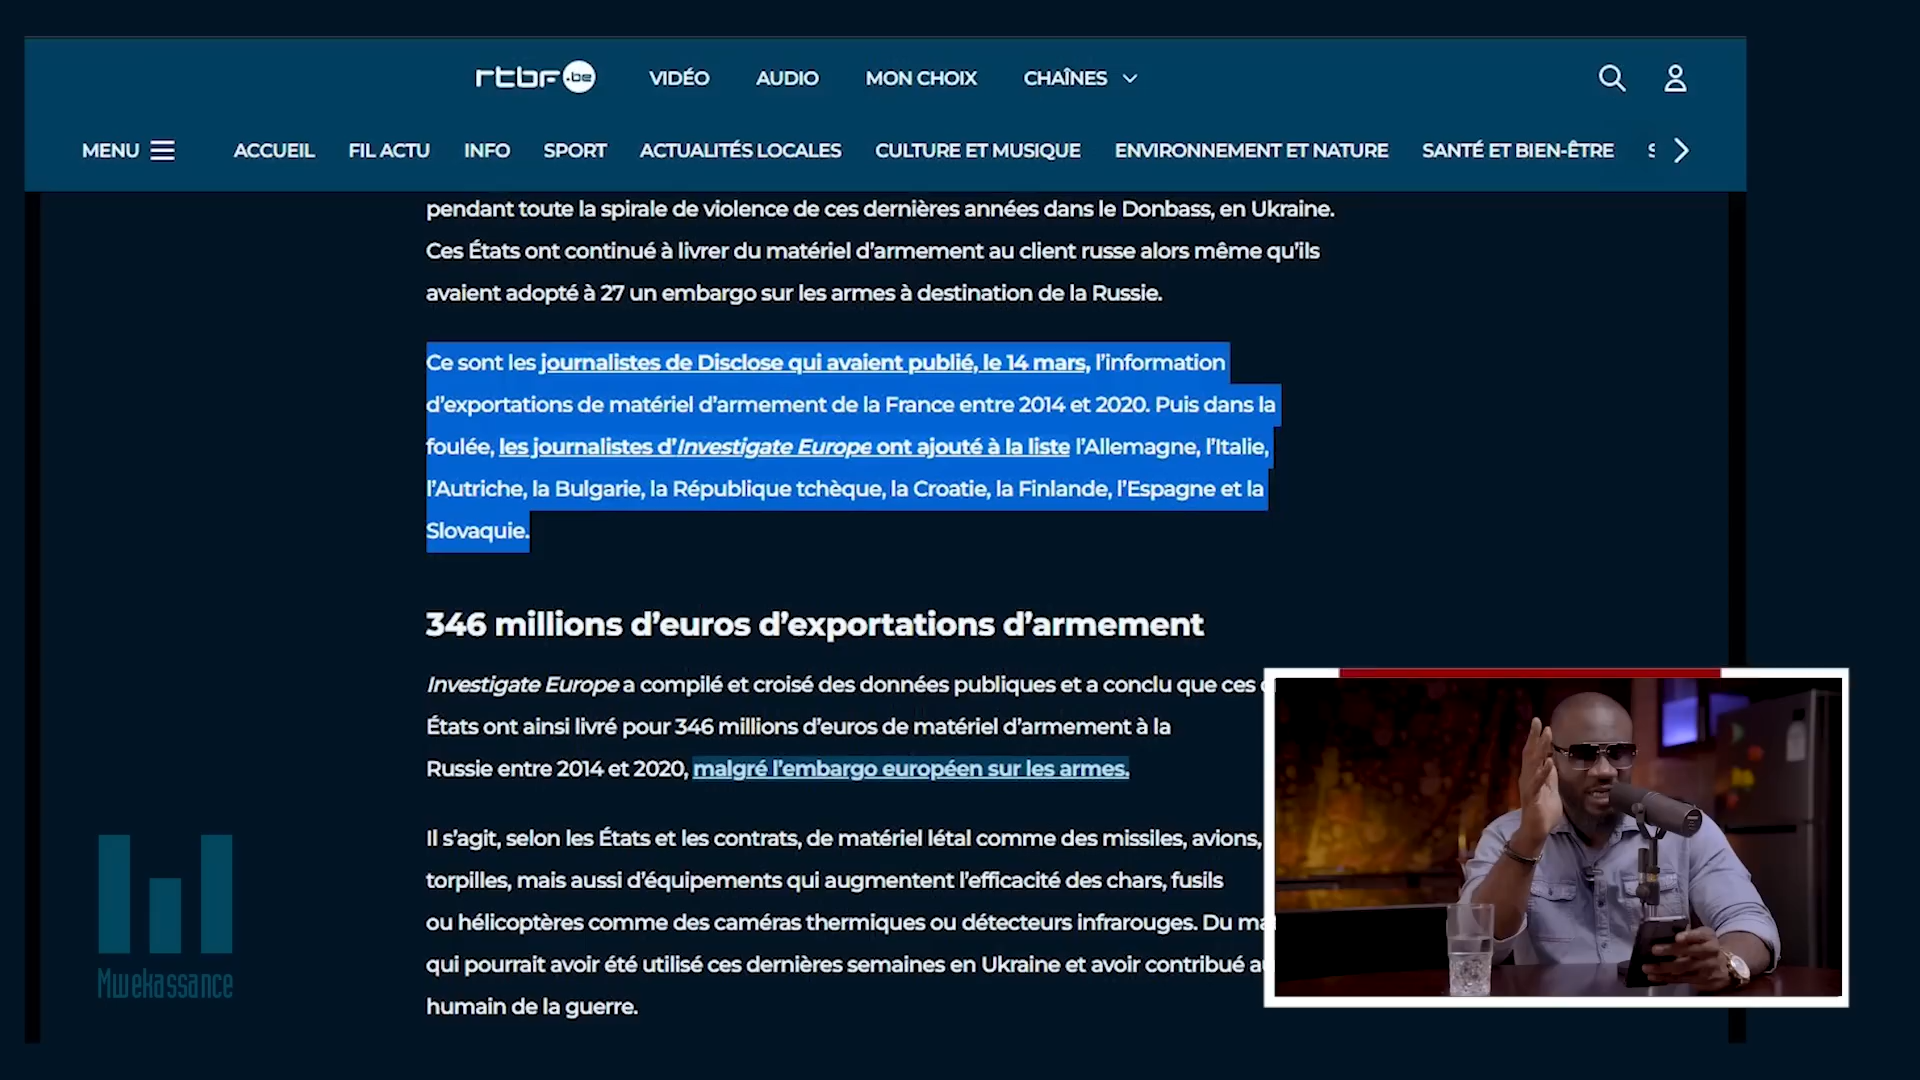 rtbf.be VIDÉO AUDIO MON CHOIX CHAÎNES
MENU ACCUEIL FIL ACTU INFO SPORT ACTUALITÉS LOCALES CULTURE ET MUSIQUE ENVIRONNEMENT ET NATURE SANTÉ ET BIEN-ÊTRE
pendant toute la spirale de violence de ces dernières années dans le Donbass, en Ukraine.
Ces États ont continué à livrer du matériel d’armement au client russe alors même qu’ils
avaient adopté à 27 un embargo sur les armes à destination de la Russie.
Ce sont les journalistes de Disclose qui avaient publié, le 14 mars, l’information
d’exportations de matériel d’armement de la France entre 2014 et 2020. Puis dans la
foulée, les journalistes d’Investigate Europe ont ajouté à la liste l’Allemagne, l’Italie,
l’Autriche, la Bulgarie, la République tchèque, la Croatie, la Finlande, l’Espagne et la
Slovaquie.
346 millions d’euros d’exportations d’armement
Investigate Europe a compilé et croisé des données publiques et a conclu que ces
États ont ainsi livré pour 346 millions d’euros de matériel d’armement à la
Russie entre 2014 et 2020, malgré l’embargo européen sur les armes.
Il s’agit, selon les États et les contrats, de matériel létal comme des missiles, avions,
torpilles, mais aussi d’équipements qui augmentent l’efficacité des chars, fusils
ou hélicoptères comme des caméras thermiques ou détecteurs infrarouges. Du
qui pourrait avoir été utilisé ces dernières semaines en Ukraine et avoir contribué
humain de la guerre.
Mwekassance